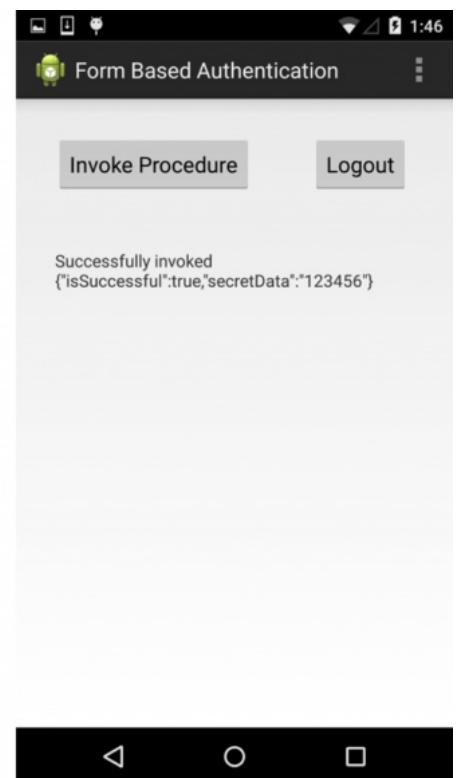 1:46
Form Based Authentication
Invoke Procedure Logout
Successfully invoked
{"isSuccessful":true,"secretData":"123456"}